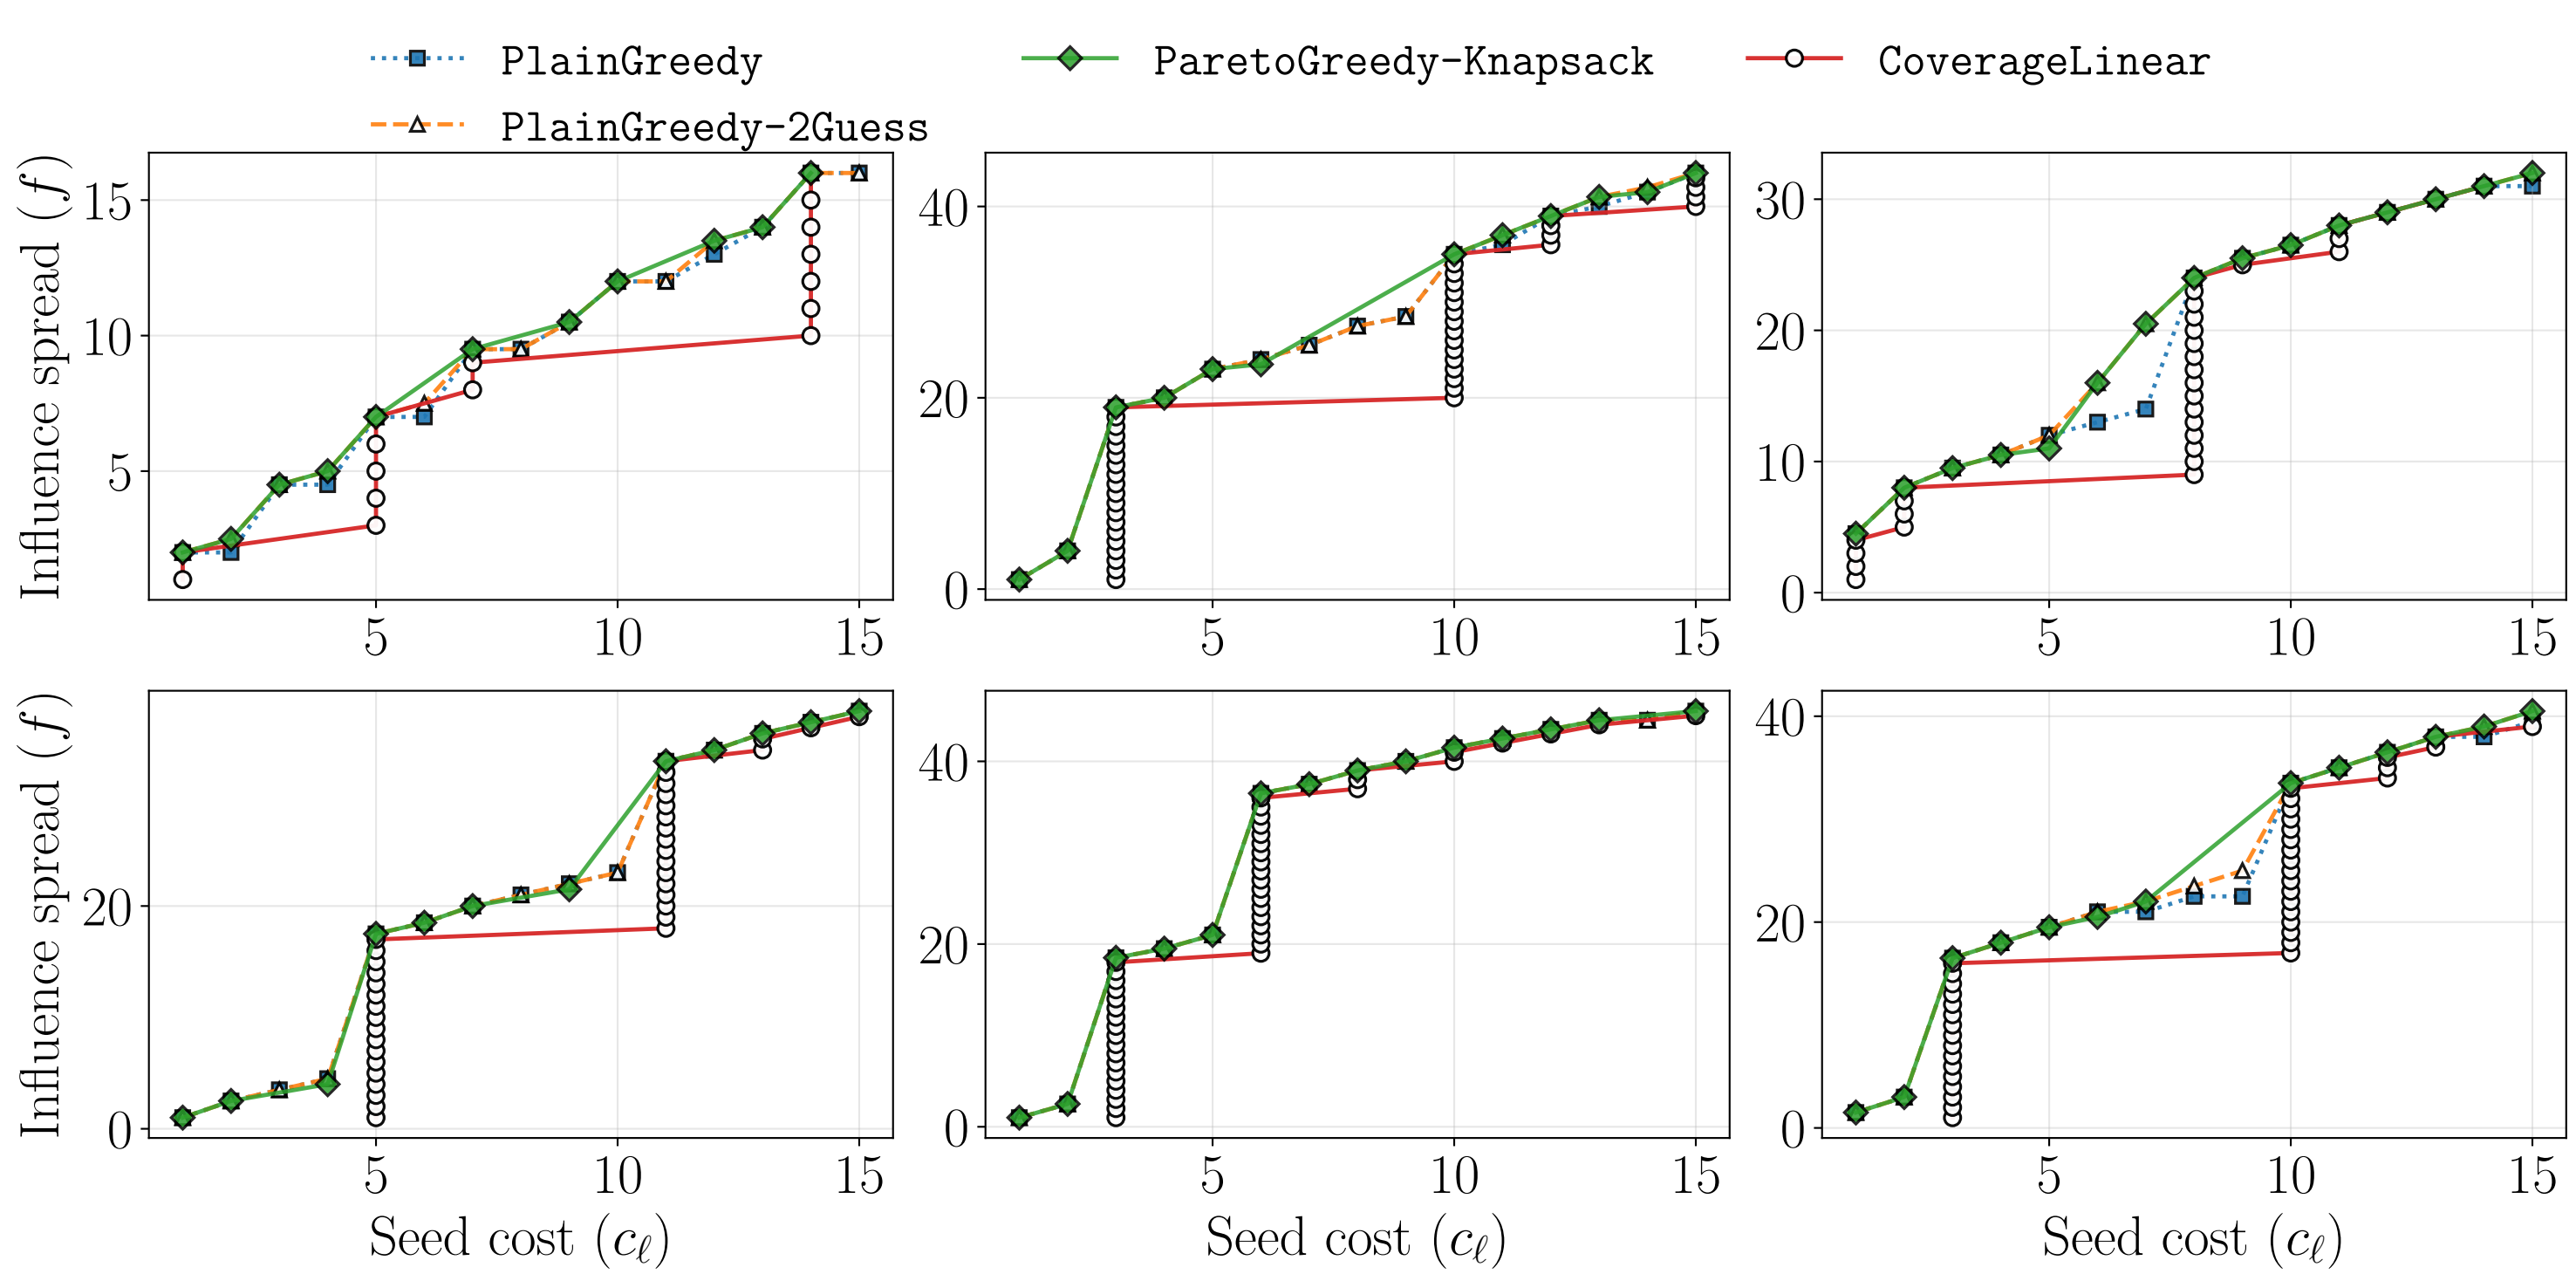 PlainGreedy ParetoGreedy-Knapsack CoverageLinear
PlainGreedy-2Guess
Influence spread (f)
15
10
5
5 10 15
40
20
0
5 10 15
30
20
10
0
5 10 15
Influence spread (f)
20
0
5 10 15
Seed cost (cℓ)
40
20
0
5 10 15
Seed cost (cℓ)
40
20
0
5 10 15
Seed cost (cℓ)